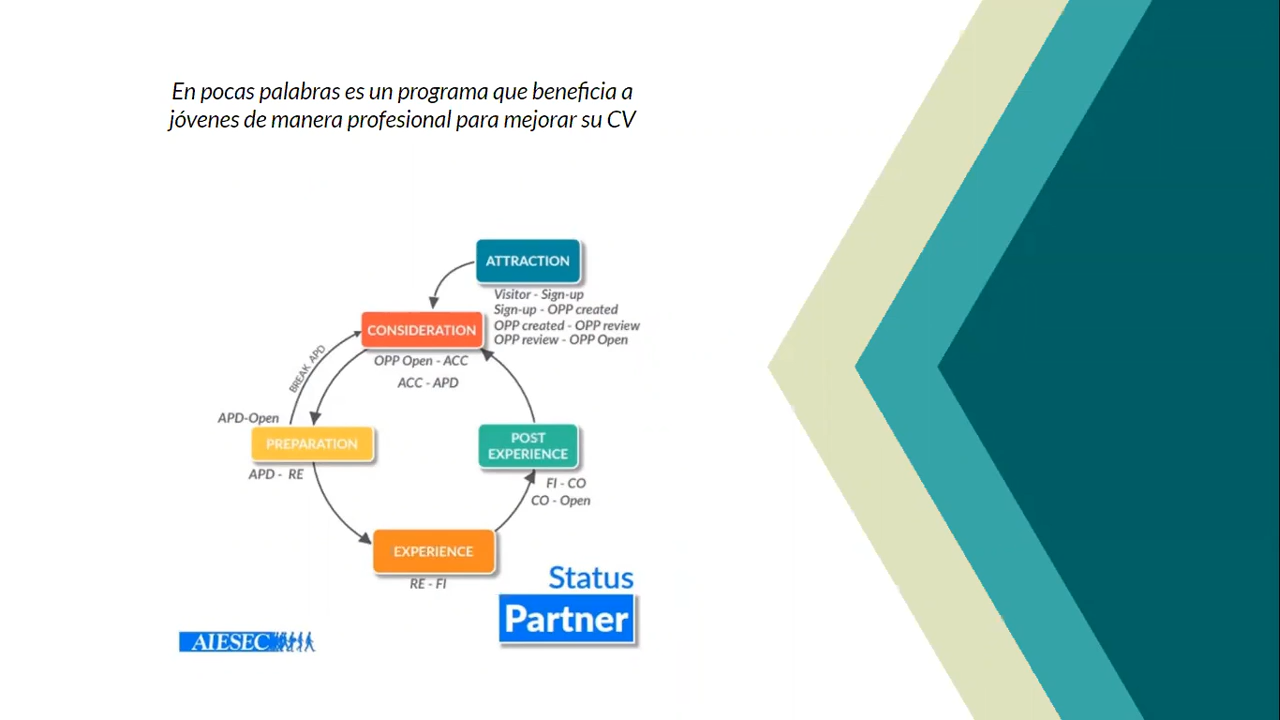 En pocas palabras es un programa que beneficia a
jóvenes de manera profesional para mejorar su CV
ATTRACTION
Visitor - Sign-up
Sign-up - OPP created
OPP created - OPP review
OPP review - OPP Open
CONSIDERATION
OPP Open - ACC
ACC - APD
BREAK APD
APD-Open
PREPARATION
APD - RE
POST
EXPERIENCE
FI - CO
CO - Open
EXPERIENCE
RE - FI
Status
Partner
AIESEC